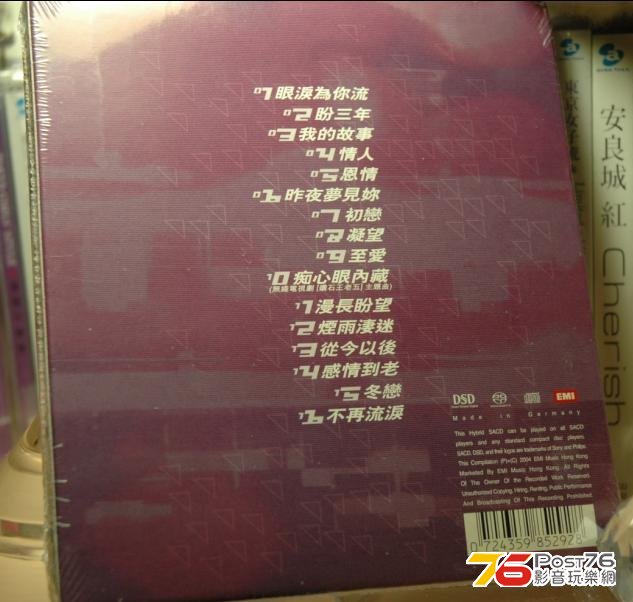 01 眼淚為你流
02 盼三年
03 我的故事
04 情人
05 恩情
06 昨夜夢見妳
07 初戀
08 凝望
09 至愛
10 痴心眼內藏
(無綫電視劇[鑽石王老五]主題曲)
11 漫長盼望
12 煙雨淒迷
13 從今以後
14 感情到老
15 冬戀
16 不再流淚
DSD
EMI
Made in Germany
This Hybrid SACD can be played on all SACD
players and any standard compact disc players.
SACD, DSD, and their logos are trademarks of Sony and Philips.
This Compilation (P)+(C) 2004 EMI Music Hong Kong
Marketed By EMI Music Hong Kong. All Rights
Of The Owner Of the Recorded Work Reserved.
Unauthorized Copying, Hiring, Renting, Public Performance
And Broadcasting Of This Recording Prohibited
0 724359 852928
安良城 紅
Cherish
76 Post76
影音玩樂網